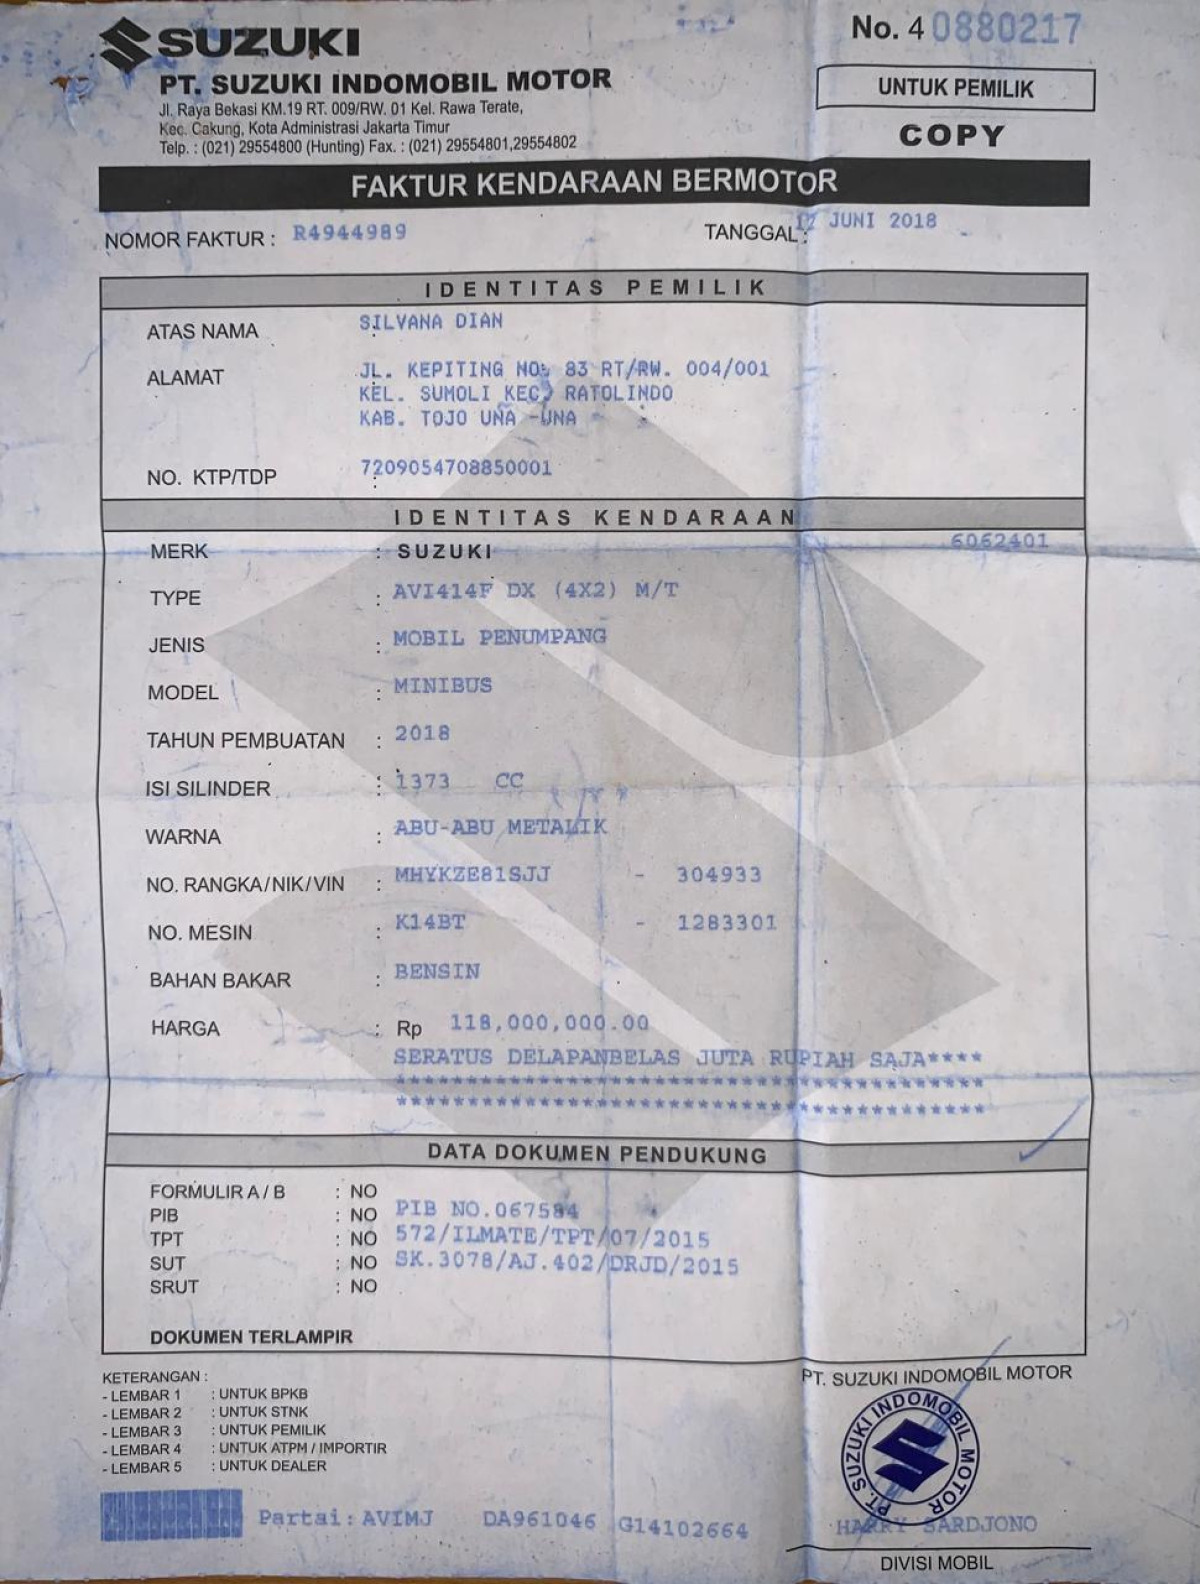 SUZUKI
No. 4 0880217
PT. SUZUKI INDOMOBIL MOTOR
UNTUK PEMILIK
Jl. Raya Bekasi KM.19 RT. 009/RW. 01 Kel. Rawa Terate,
Kec. Cakung, Kota Administrasi Jakarta Timur
Telp. : (021) 29554800 (Hunting) Fax. : (021) 29554801,29554802
COPY
FAKTUR KENDARAAN BERMOTOR
NOMOR FAKTUR : R4944989 TANGGAL : 12 JUNI 2018
IDENTITAS PEMILIK
ATAS NAMA : SILVANA DIAN
ALAMAT : JL. KEPITING NO. 83 RT/RW. 004/001
KEL. SUMOLI KEC. RATOLINDO
KAB. TOJO UNA -UNA
NO. KTP/TDP : 7209054708850001
IDENTITAS KENDARAAN
6062401
MERK : SUZUKI
TYPE : AVI414F DX (4X2) M/T
JENIS : MOBIL PENUMPANG
MODEL : MINIBUS
TAHUN PEMBUATAN : 2018
ISI SILINDER : 1373 CC
WARNA : ABU-ABU METALIK
NO. RANGKA/NIK/VIN : MHYKZE81SJJ - 304933
NO. MESIN : K14BT - 1283301
BAHAN BAKAR : BENSIN
HARGA : Rp 118,000,000.00
SERATUS DELAPANBELAS JUTA RUPIAH SAJA****
*****************************************
*****************************************
DATA DOKUMEN PENDUKUNG
FORMULIR A / B : NO
PIB : NO PIB NO.067584
TPT : NO 572/ILMATE/TPT/07/2015
SUT : NO SK.3078/AJ.402/DRJD/2015
SRUT : NO
DOKUMEN TERLAMPIR
KETERANGAN :
- LEMBAR 1 : UNTUK BPKB
- LEMBAR 2 : UNTUK STNK
- LEMBAR 3 : UNTUK PEMILIK
- LEMBAR 4 : UNTUK ATPM / IMPORTIR
- LEMBAR 5 : UNTUK DEALER
Partai: AVIMJ DA961046 G14102664
PT. SUZUKI INDOMOBIL MOTOR
PT. SUZUKI INDOMOBIL MOTOR
HARRY SARDJONO
DIVISI MOBIL